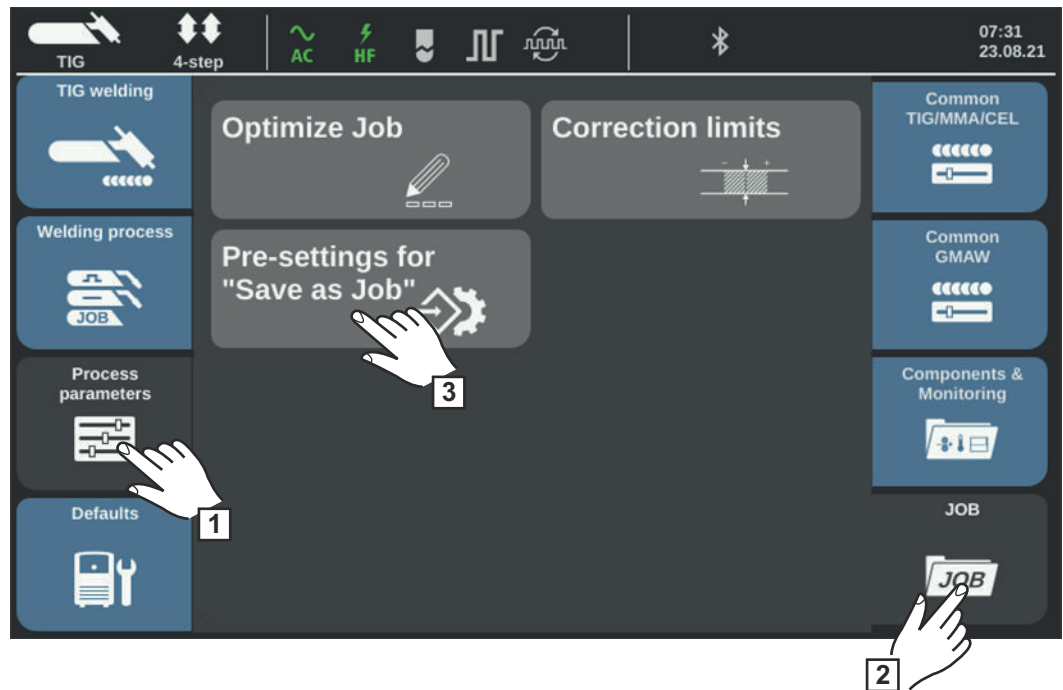 TIG
4-step
AC
HF
07:31
23.08.21
TIG welding
Welding process
JOB
Process
parameters
Defaults
Optimize Job
Correction limits
- +
Pre-settings for
"Save as Job"
Common
TIG/MMA/CEL
Common
GMAW
Components &
Monitoring
JOB
JOB
1
2
3